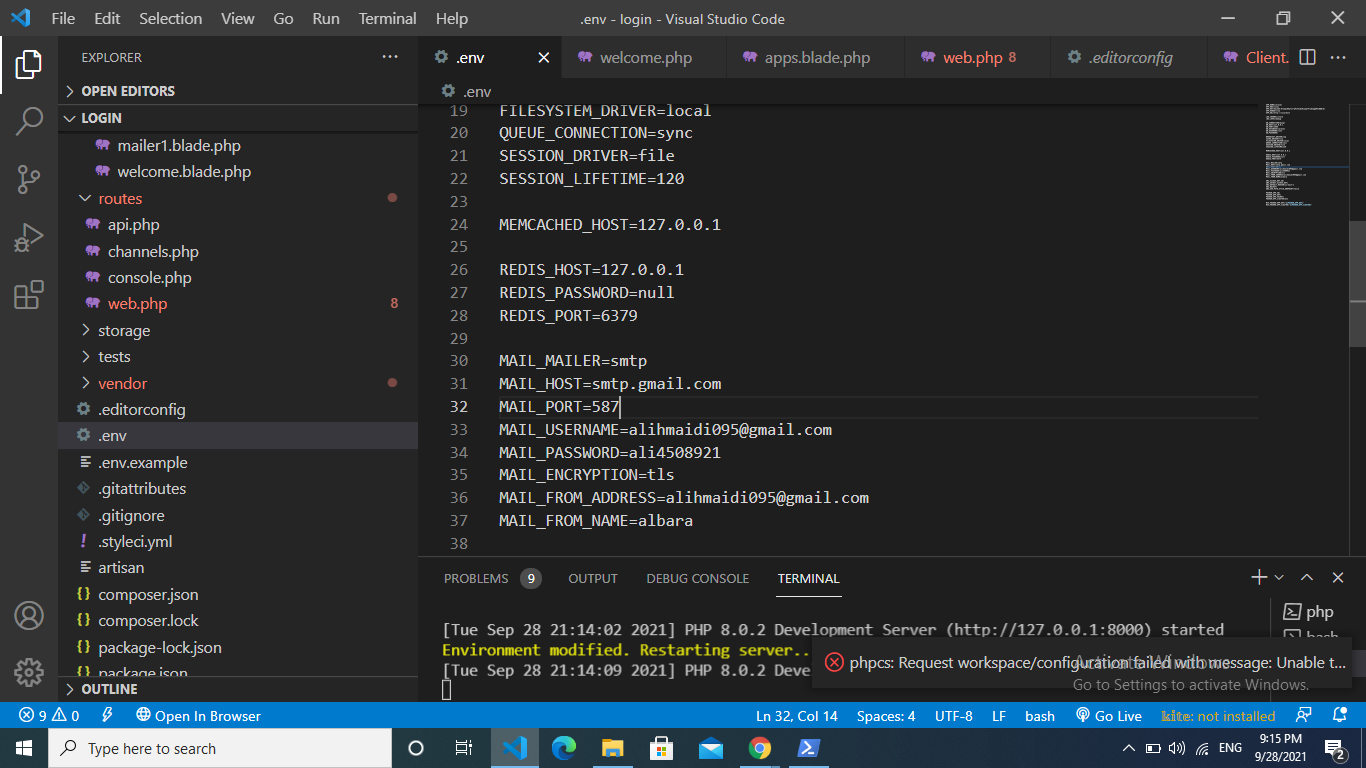 File Edit Selection View Go Run Terminal Help .env - login - Visual Studio Code
EXPLORER
OPEN EDITORS
LOGIN
mailer1.blade.php
welcome.blade.php
routes
api.php
channels.php
console.php
web.php 8
storage
tests
vendor
.editorconfig
.env
.env.example
.gitattributes
.gitignore
.styleci.yml
artisan
composer.json
composer.lock
package-lock.json
package.json
OUTLINE
.env welcome.php apps.blade.php web.php 8 .editorconfig Client.
.env
19 FILESYSTEM_DRIVER=local
20 QUEUE_CONNECTION=sync
21 SESSION_DRIVER=file
22 SESSION_LIFETIME=120
23
24 MEMCACHED_HOST=127.0.0.1
25
26 REDIS_HOST=127.0.0.1
27 REDIS_PASSWORD=null
28 REDIS_PORT=6379
29
30 MAIL_MAILER=smtp
31 MAIL_HOST=smtp.gmail.com
32 MAIL_PORT=587
33 MAIL_USERNAME=alihmaidi095@gmail.com
34 MAIL_PASSWORD=ali4508921
35 MAIL_ENCRYPTION=tls
36 MAIL_FROM_ADDRESS=alihmaidi095@gmail.com
37 MAIL_FROM_NAME=albara
38
PROBLEMS 9 OUTPUT DEBUG CONSOLE TERMINAL
[Tue Sep 28 21:14:02 2021] PHP 8.0.2 Development Server (http://127.0.0.1:8000) started
Environment modified. Restarting server..
[Tue Sep 28 21:14:09 2021] PHP 8.0.2 Deve
php
bash
phpcs: Request workspace/configuration failed with message: Unable t...
Activate Windows
Go to Settings to activate Windows.
9 0 Open In Browser Ln 32, Col 14 Spaces: 4 UTF-8 LF bash Go Live kite: not installed
Type here to search ENG 9:15 PM
9/28/2021 2